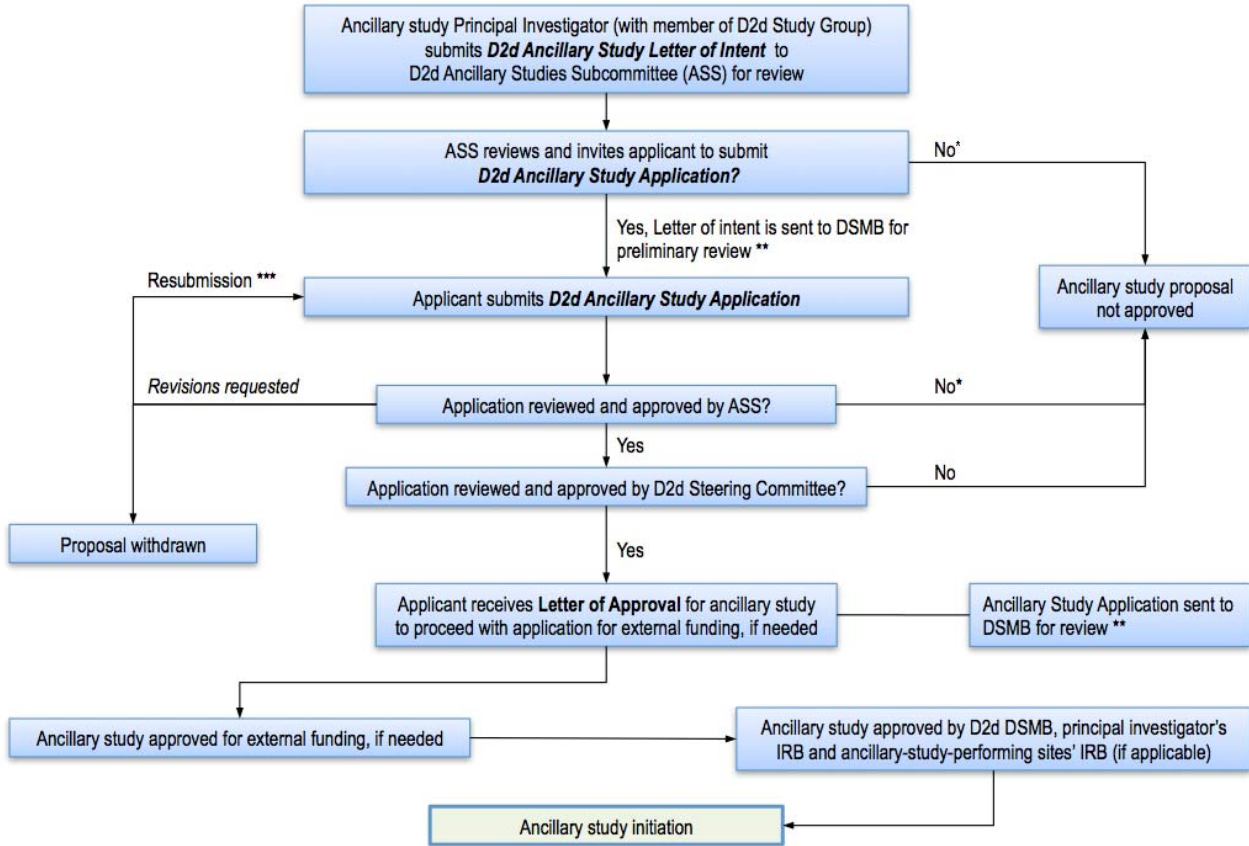 Ancillary study Principal Investigator (with member of D2d Study Group)
submits D2d Ancillary Study Letter of Intent to
D2d Ancillary Studies Subcommittee (ASS) for review
ASS reviews and invites applicant to submit
D2d Ancillary Study Application?
No*
Yes, Letter of intent is sent to DSMB for
preliminary review **
Resubmission ***
Applicant submits D2d Ancillary Study Application
Ancillary study proposal
not approved
Revisions requested
Application reviewed and approved by ASS?
No*
Yes
Application reviewed and approved by D2d Steering Committee?
No
Proposal withdrawn
Yes
Applicant receives Letter of Approval for ancillary study
to proceed with application for external funding, if needed
Ancillary Study Application sent to
DSMB for review **
Ancillary study approved for external funding, if needed
Ancillary study approved by D2d DSMB, principal investigator's
IRB and ancillary-study-performing sites' IRB (if applicable)
Ancillary study initiation